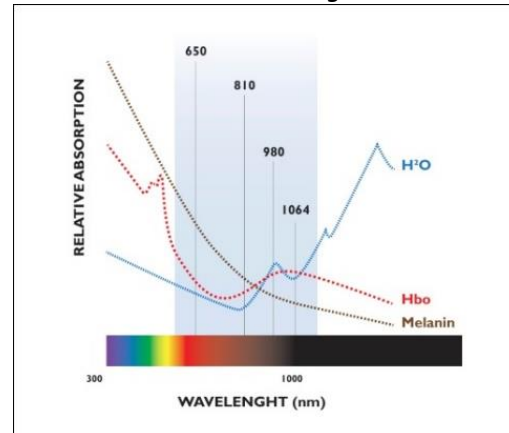 650
810
980
1064
RELATIVE ABSORPTION
H²O
Hbo
Melanin
300
1000
WAVELENGHT (nm)